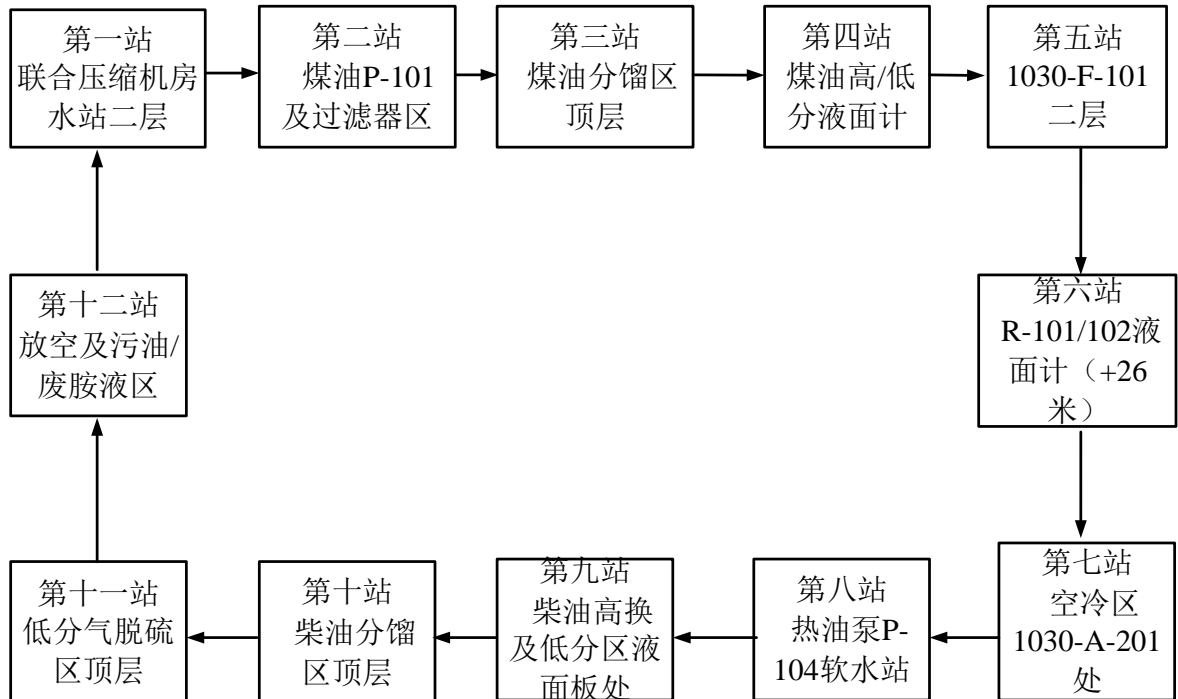 第一站
联合压缩机房
水站二层
第二站
煤油P-101
及过滤器区
第三站
煤油分馏区
顶层
第四站
煤油高/低
分液面计
第五站
1030-F-101
二层
第六站
R-101/102液
面计（+26
米）
第七站
空冷区
1030-A-201
处
第八站
热油泵P-
104软水站
第九站
柴油高换
及低分区液
面板处
第十站
柴油分馏
区顶层
第十一站
低分气脱硫
区顶层
第十二站
放空及污油/
废胺液区